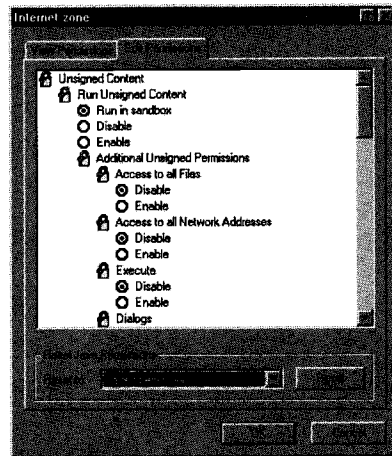 Internet zone
Unsigned Content
Run Unsigned Content
Run in sandbox
Disable
Enable
Additional Unsigned Permissions
Access to all Files
Disable
Enable
Access to all Network Addresses
Disable
Enable
Execute
Disable
Enable
Dialogs